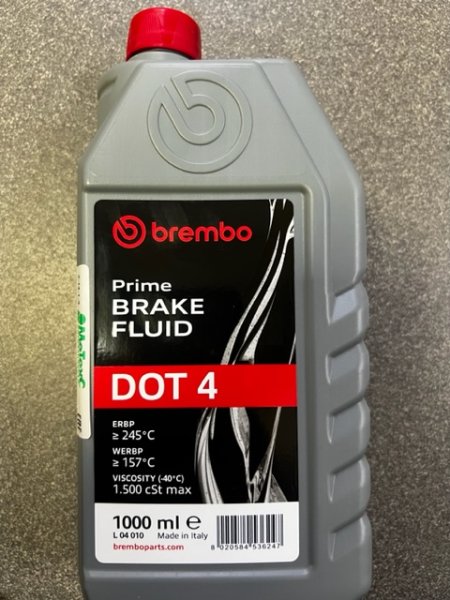 brembo
Prime
BRAKE
FLUID
DOT 4
ERBP
≥ 245°C
WERBP
≥ 157°C
VISCOSITY (-40°C)
1.500 cSt max
1000 ml ℮
L 04 010 Made in Italy
bremboparts.com
8 020584 536247